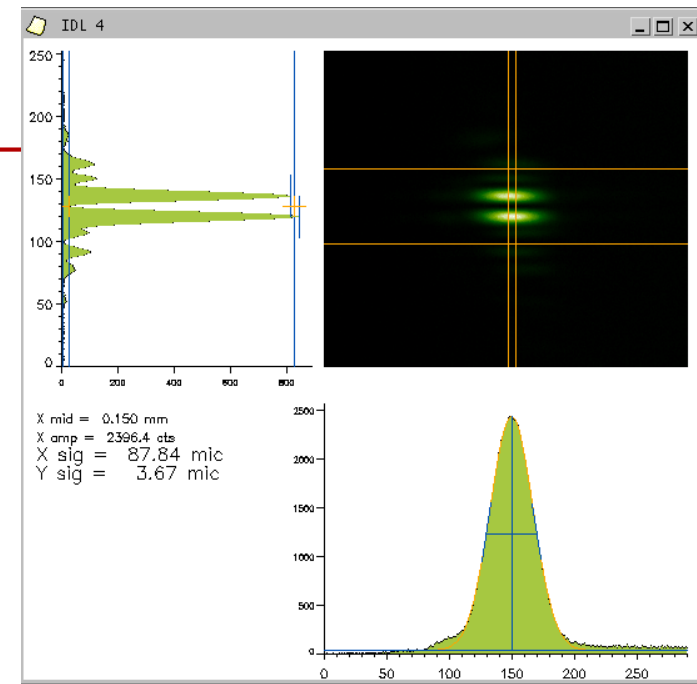 IDL 4
250
200
150
100
50
0
0 200 400 600 800
X mid = 0.150 mm
X amp = 2396.4 cts
X sig = 87.84 mic
Y sig = 3.67 mic
2500
2000
1500
1000
500
0
0 50 100 150 200 250